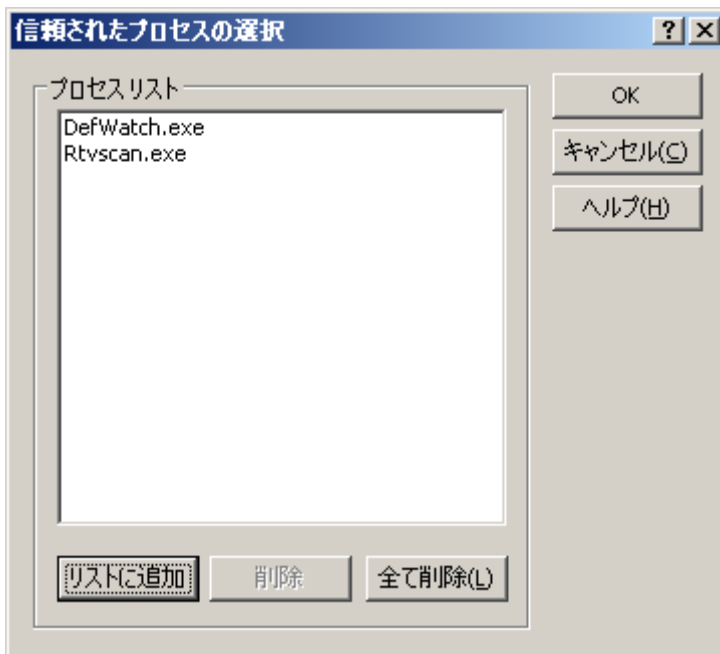 信頼されたプロセスの選択
プロセス リスト
DefWatch.exe
Rtvscan.exe
OK
キャンセル(C)
ヘルプ(H)
リストに追加
削除
全て削除(L)